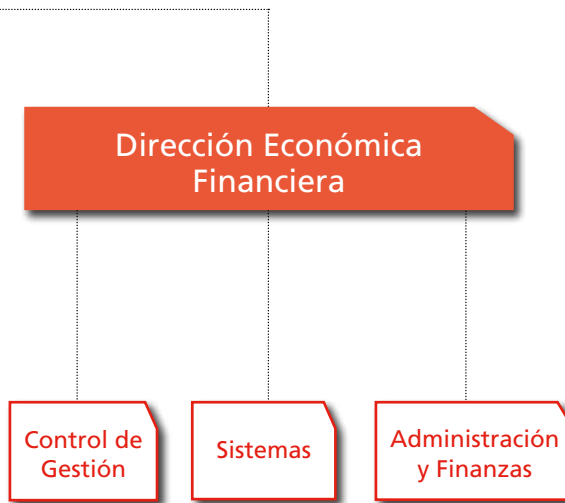 Dirección Económica
Financiera
Control de
Gestión
Sistemas
Administración
y Finanzas